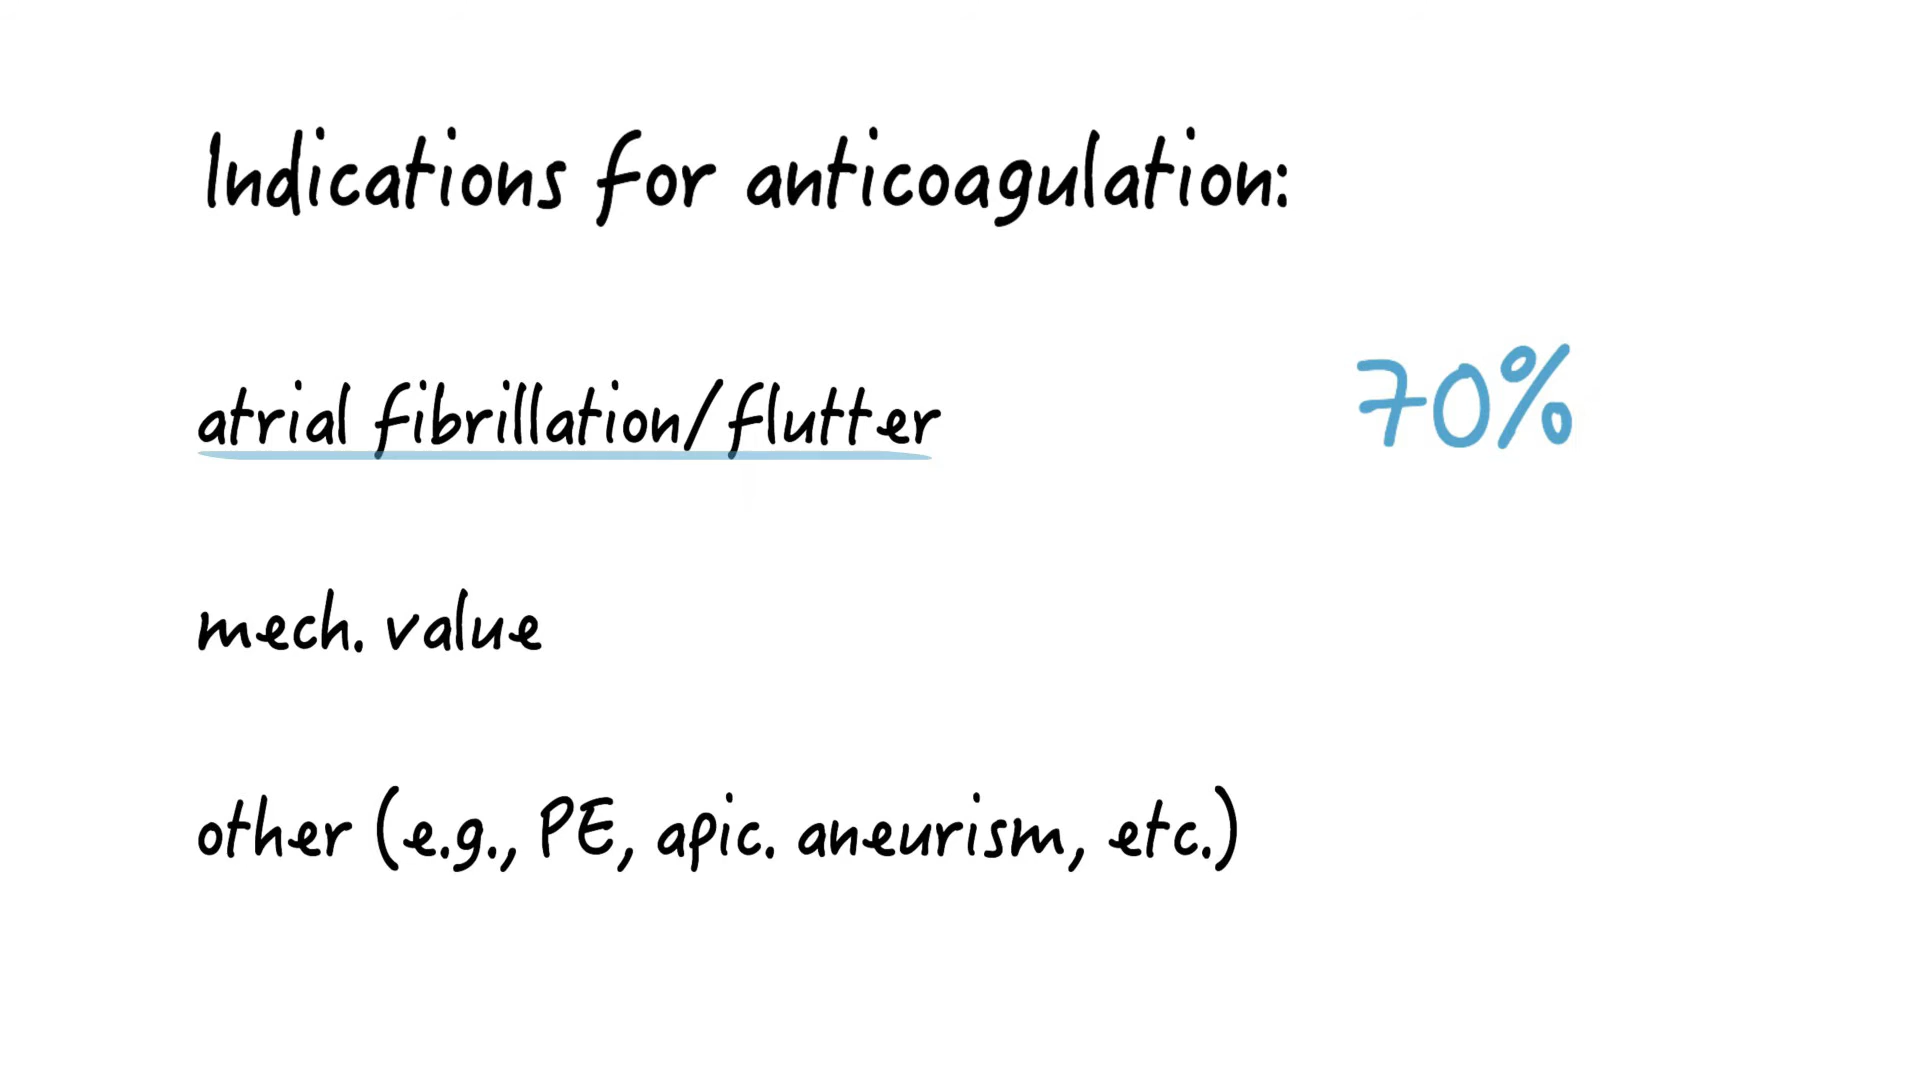 Indications for anticoagulation:
atrial fibrillation/flutter 70%
mech. value
other (e.g., PE, apic. aneurism, etc.)